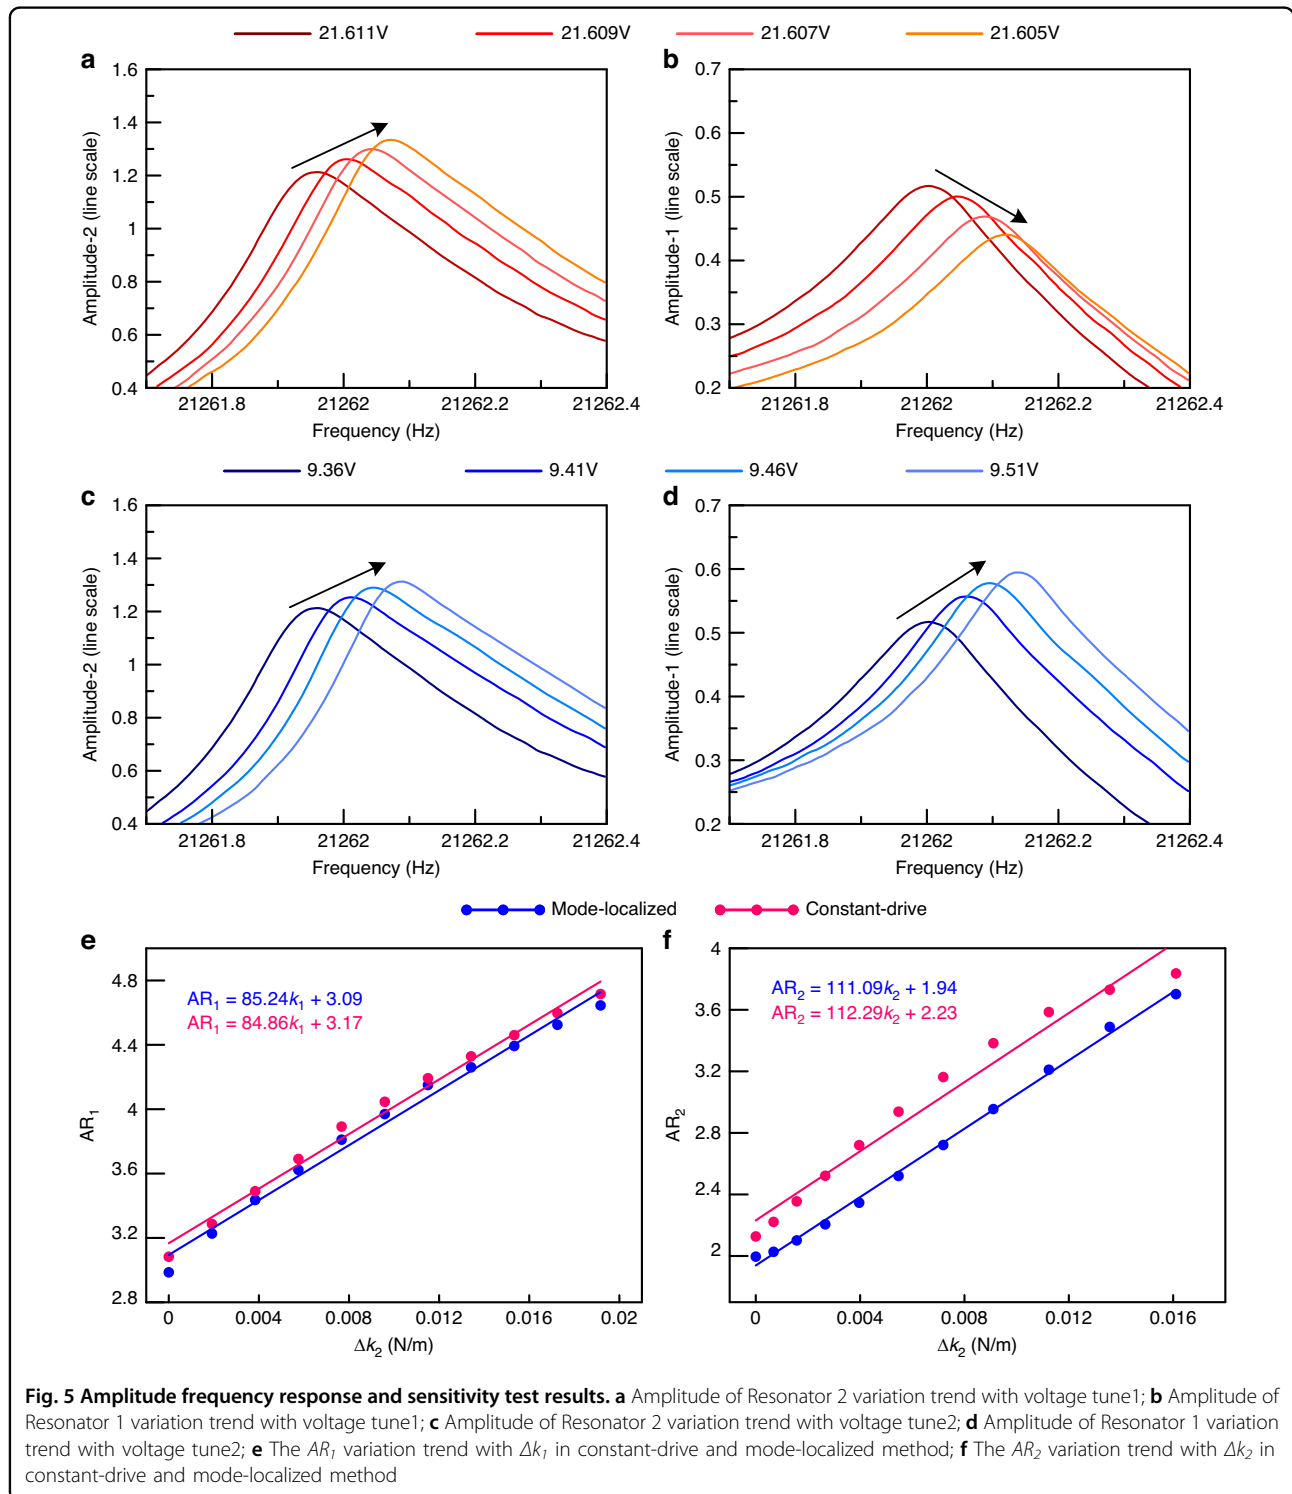 21.611V 21.609V 21.607V 21.605V
a
b
1.6
1.4
1.2
1
0.8
0.6
0.4
Amplitude-2 (line scale)
21261.8 21262 21262.2 21262.4
Frequency (Hz)
0.7
0.6
0.5
0.4
0.3
0.2
Amplitude-1 (line scale)
21261.8 21262 21262.2 21262.4
Frequency (Hz)
9.36V 9.41V 9.46V 9.51V
c
d
1.6
1.4
1.2
1
0.8
0.6
0.4
Amplitude-2 (line scale)
21261.8 21262 21262.2 21262.4
Frequency (Hz)
0.7
0.6
0.5
0.4
0.3
0.2
Amplitude-1 (line scale)
21261.8 21262 21262.2 21262.4
Frequency (Hz)
Mode-localized Constant-drive
e
f
4.8
4.4
4
3.6
3.2
2.8
AR₁
AR₁ = 85.24k₁ + 3.09
AR₁ = 84.86k₁ + 3.17
0 0.004 0.008 0.012 0.016 0.02
Δk₂ (N/m)
4
3.6
3.2
2.8
2.4
2
AR₂
AR₂ = 111.09k₂ + 1.94
AR₂ = 112.29k₂ + 2.23
0 0.004 0.008 0.012 0.016
Δk₂ (N/m)
Fig. 5 Amplitude frequency response and sensitivity test results. a Amplitude of Resonator 2 variation trend with voltage tune1; b Amplitude of
Resonator 1 variation trend with voltage tune1; c Amplitude of Resonator 2 variation trend with voltage tune2; d Amplitude of Resonator 1 variation
trend with voltage tune2; e The AR₁ variation trend with Δk₁ in constant-drive and mode-localized method; f The AR₂ variation trend with Δk₂ in
constant-drive and mode-localized method